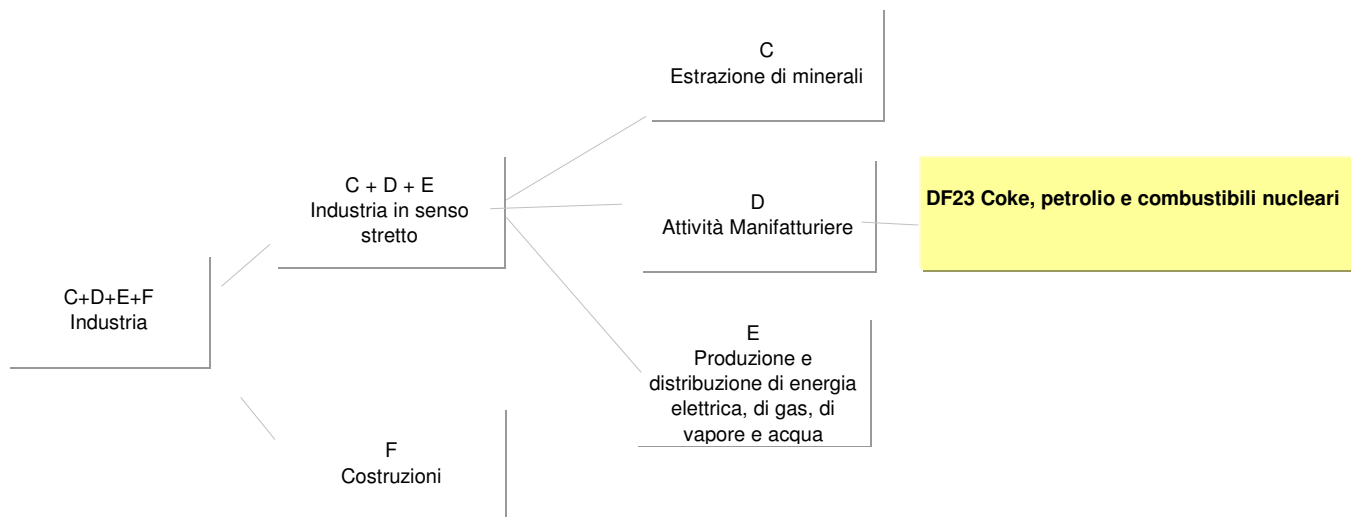 C+D+E+F
Industria
C + D + E
Industria in senso
stretto
F
Costruzioni
C
Estrazione di minerali
D
Attività Manifatturiere
E
Produzione e
distribuzione di energia
elettrica, di gas, di
vapore e acqua
DF23 Coke, petrolio e combustibili nucleari